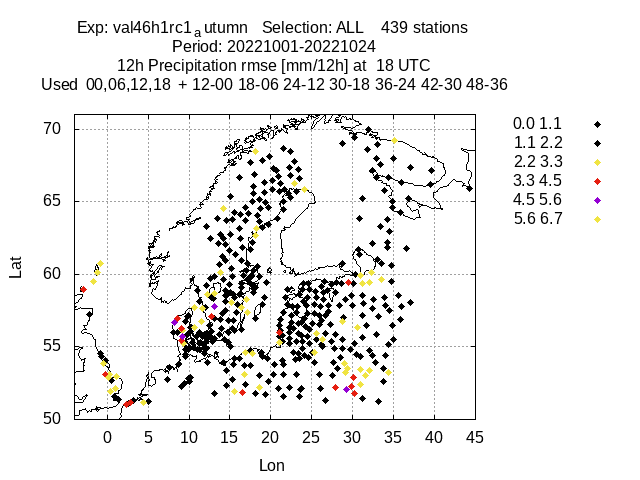 Exp: val46h1rc1autumn Selection: ALL 439 stations
Period: 20221001-20221024
12h Precipitation rmse [mm/12h] at 18 UTC
Used 00,06,12,18 + 12-00 18-06 24-12 30-18 36-24 42-30 48-36
70
65
60
55
50
Lat
0 5 10 15 20 25 30 35 40 45
Lon
0.0 1.1
1.1 2.2
2.2 3.3
3.3 4.5
4.5 5.6
5.6 6.7